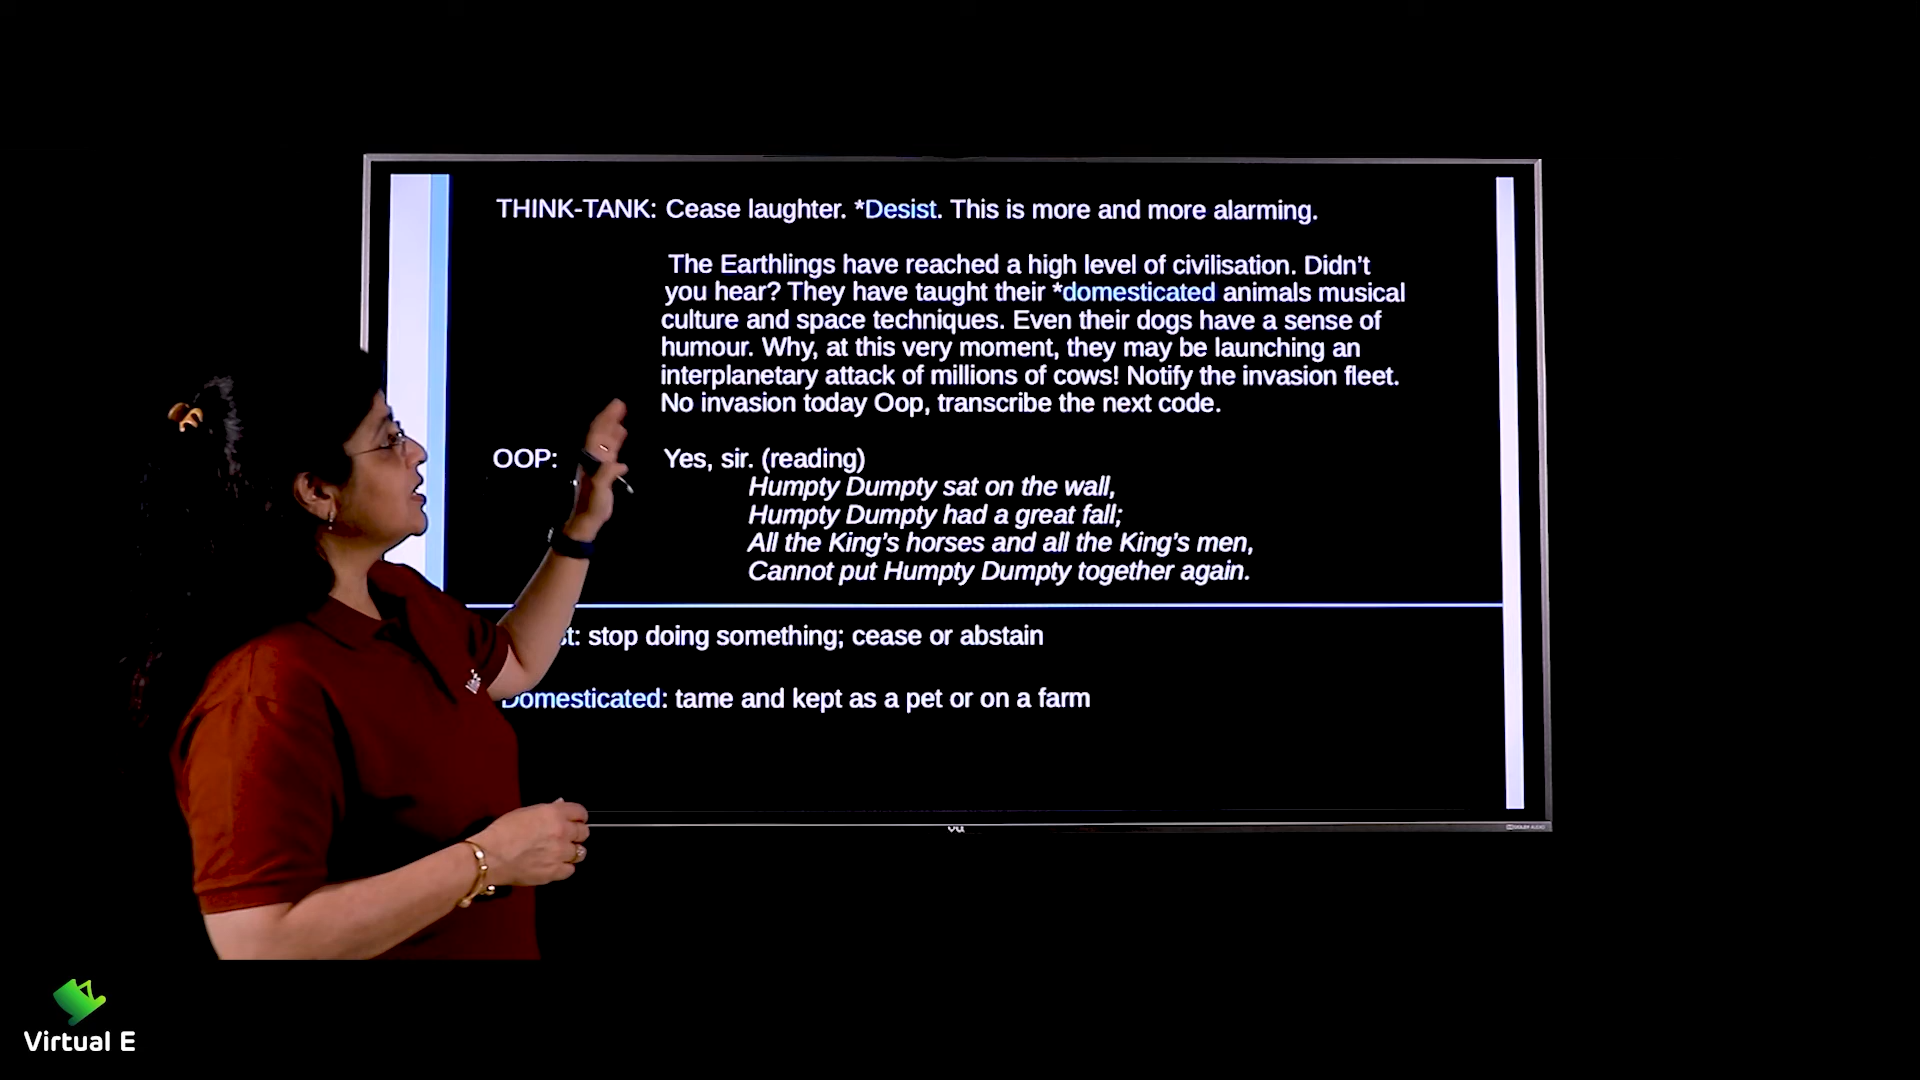 THINK-TANK: Cease laughter. *Desist. This is more and more alarming.
The Earthlings have reached a high level of civilisation. Didn't
you hear? They have taught their *domesticated animals musical
culture and space techniques. Even their dogs have a sense of
humour. Why, at this very moment, they may be launching an
interplanetary attack of millions of cows! Notify the invasion fleet.
No invasion today Oop, transcribe the next code.
OOP: Yes, sir. (reading)
Humpty Dumpty sat on the wall,
Humpty Dumpty had a great fall;
All the King's horses and all the King's men,
Cannot put Humpty Dumpty together again.
st: stop doing something; cease or abstain
Domesticated: tame and kept as a pet or on a farm
Vu
DOLBY AUDIO
Virtual E